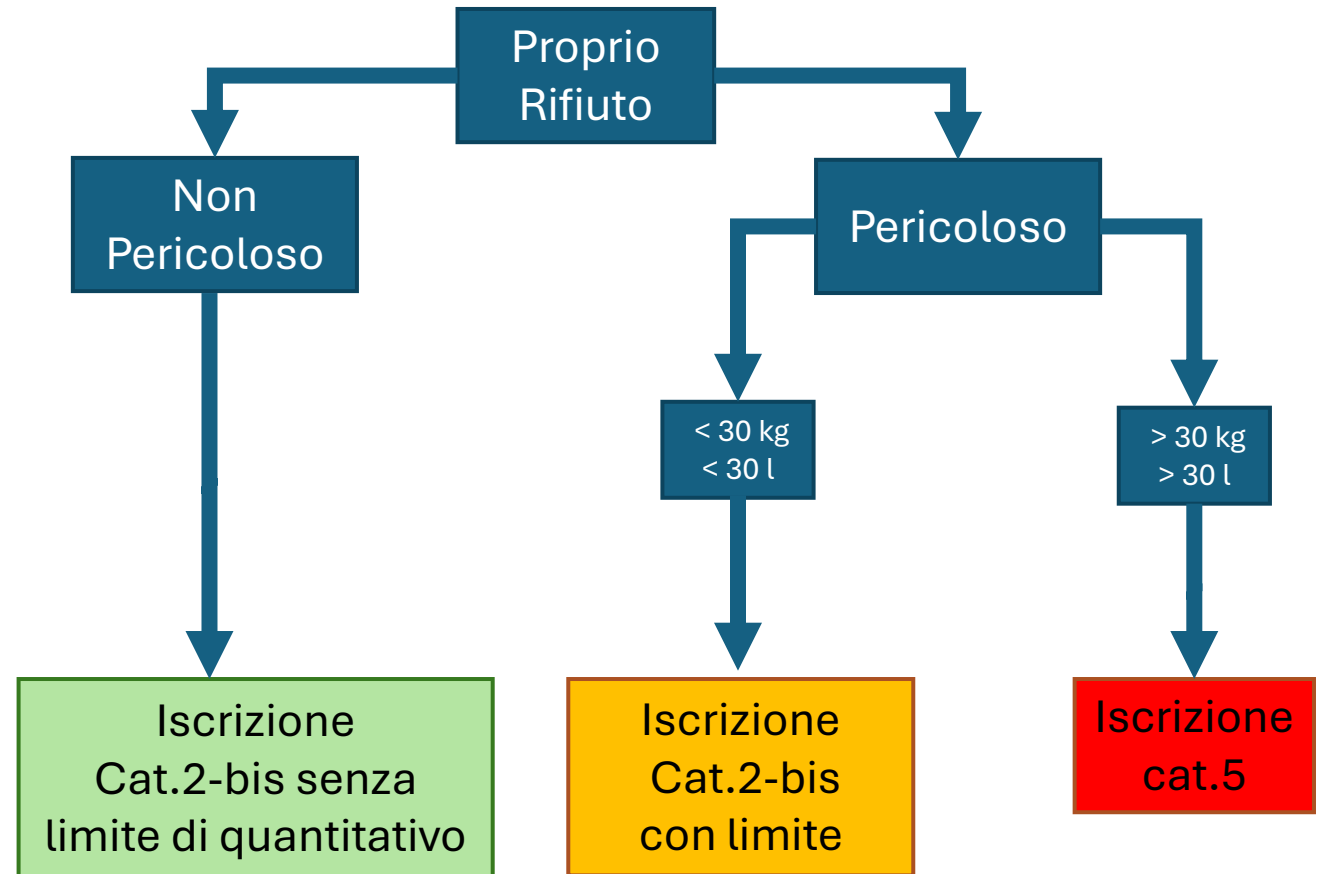 Proprio
Rifiuto
Non
Pericoloso
Pericoloso
< 30 kg
< 30 l
> 30 kg
> 30 l
Iscrizione
Cat.2-bis senza
limite di quantitativo
Iscrizione
Cat.2-bis
con limite
Iscrizione
cat.5